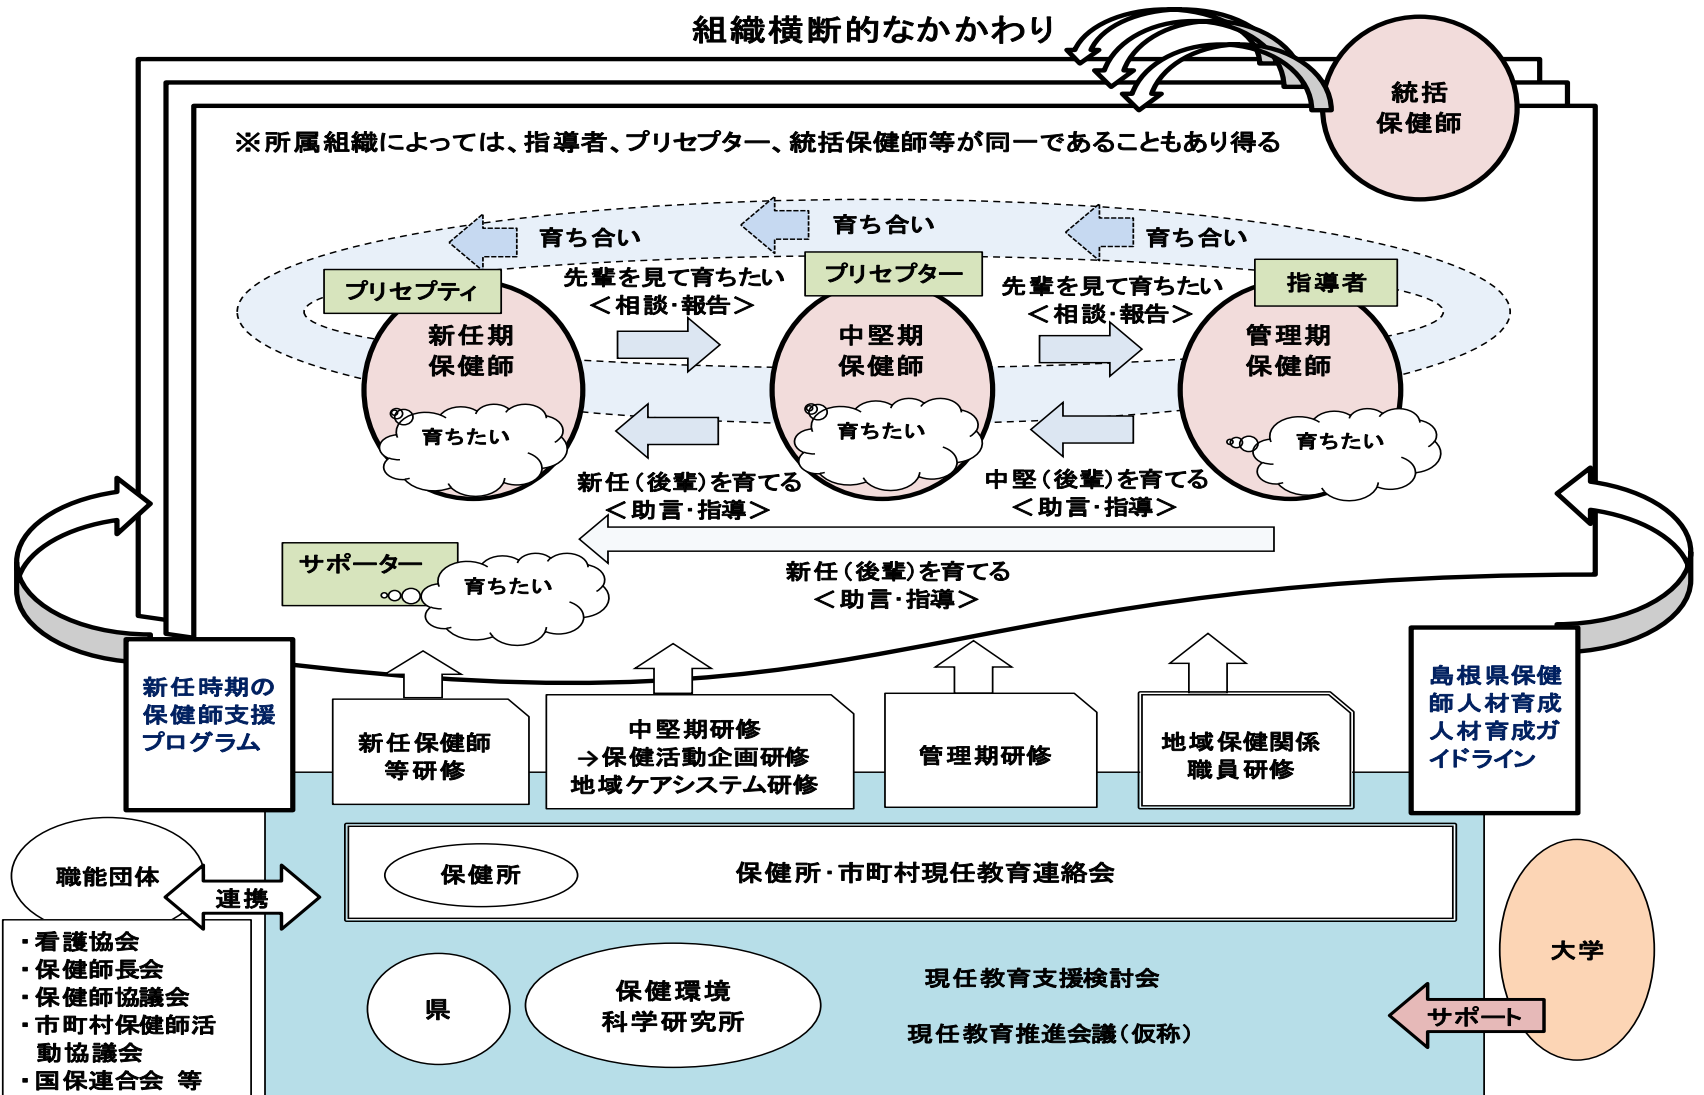 組織横断的なかかわり
統括
保健師
※所属組織によっては、指導者、プリセプター、統括保健師等が同一であることもあり得る
育ち合い
育ち合い
育ち合い
プリセプティ
先輩を見て育ちたい
＜相談・報告＞
プリセプター
先輩を見て育ちたい
＜相談・報告＞
指導者
新任期
保健師
中堅期
保健師
管理期
保健師
育ちたい
育ちたい
育ちたい
新任（後輩）を育てる
＜助言・指導＞
中堅（後輩）を育てる
＜助言・指導＞
サポーター
育ちたい
新任（後輩）を育てる
＜助言・指導＞
新任時期の
保健師支援
プログラム
新任保健師
等研修
中堅期研修
→保健活動企画研修
地域ケアシステム研修
管理期研修
地域保健関係
職員研修
島根県保健
師人材育成
人材育成ガ
イドライン
職能団体
連携
・看護協会
・保健師長会
・保健師協議会
・市町村保健師活
動協議会
・国保連合会 等
保健所
保健所・市町村現任教育連絡会
県
保健環境
科学研究所
現任教育支援検討会
現任教育推進会議（仮称）
大学
サポート